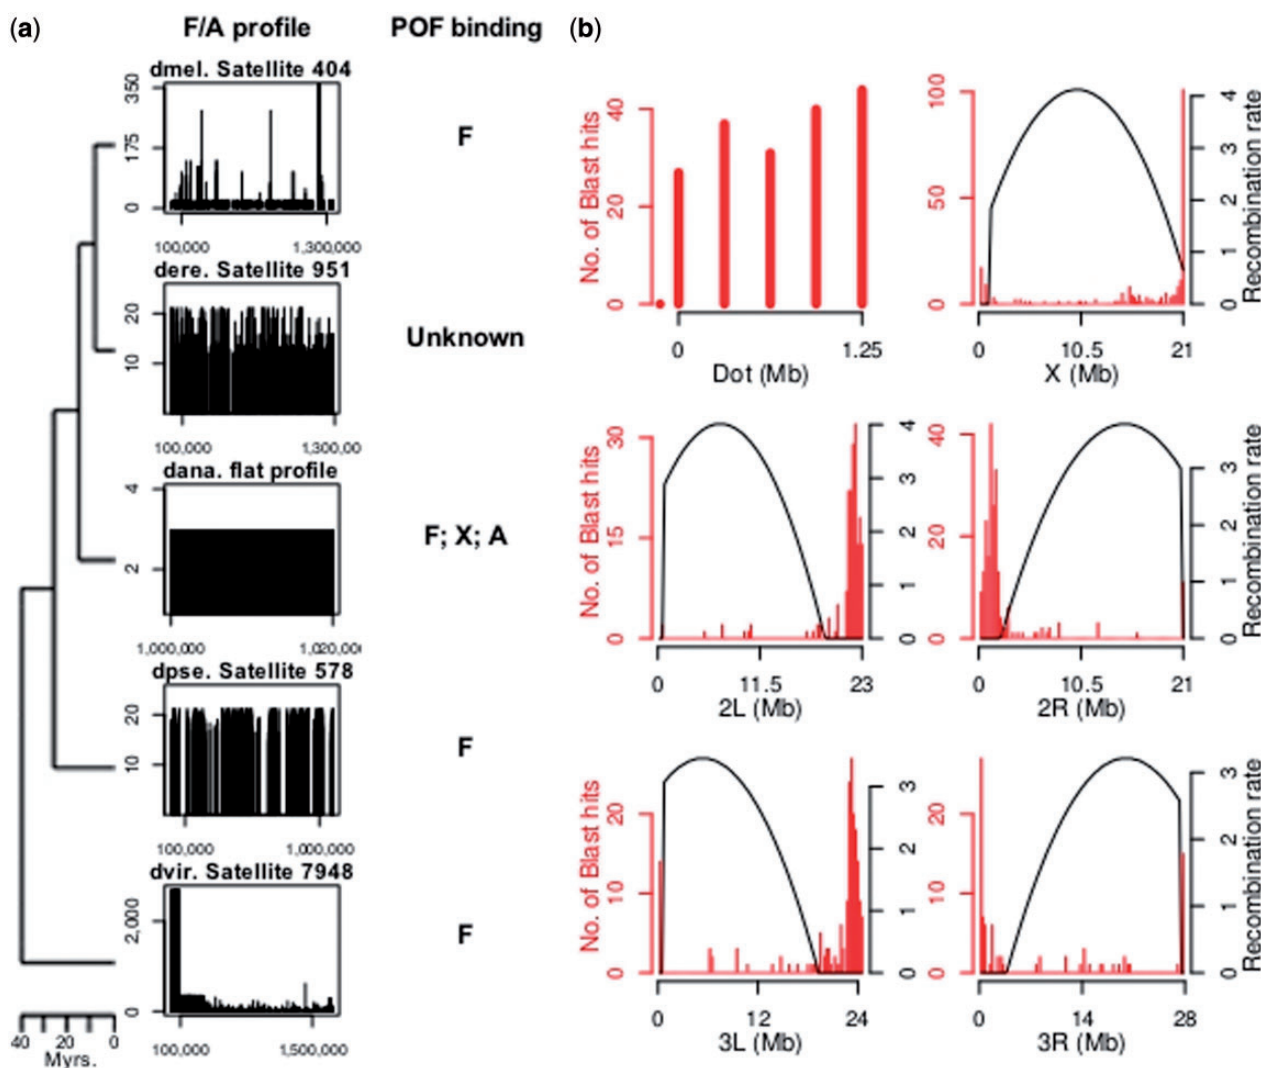 (a) F/A profile POF binding (b)
dmel. Satellite 404
350
175
0
100,000 1,300,000
F
dere. Satellite 951
20
10
100,000 1,300,00
Unknown
dana. flat profile
4
2
1,000,000 1,020,00
F; X; A
dpse. Satellite 578
20
10
100,000 1,000,000
F
dvir. Satellite 7948
2,000
0
100,000 1,500,000
F
40 20 0
Myrs.
No. of Blast hits
40
20
0
0 1.25
Dot (Mb)
100
50
0
0 10.5 21
X (Mb)
4
3
2
1
0
Recombination rate
No. of Blast hits
30
15
0
0 11.5 23
2L (Mb)
4
3
2
1
0
40
20
0
0 10.5 21
2R (Mb)
3
2
1
0
Recombination rate
No. of Blast hits
20
10
0
0 12 24
3L (Mb)
3
2
1
0
20
10
0
0 14 28
3R (Mb)
3
2
1
0
Recombination rate